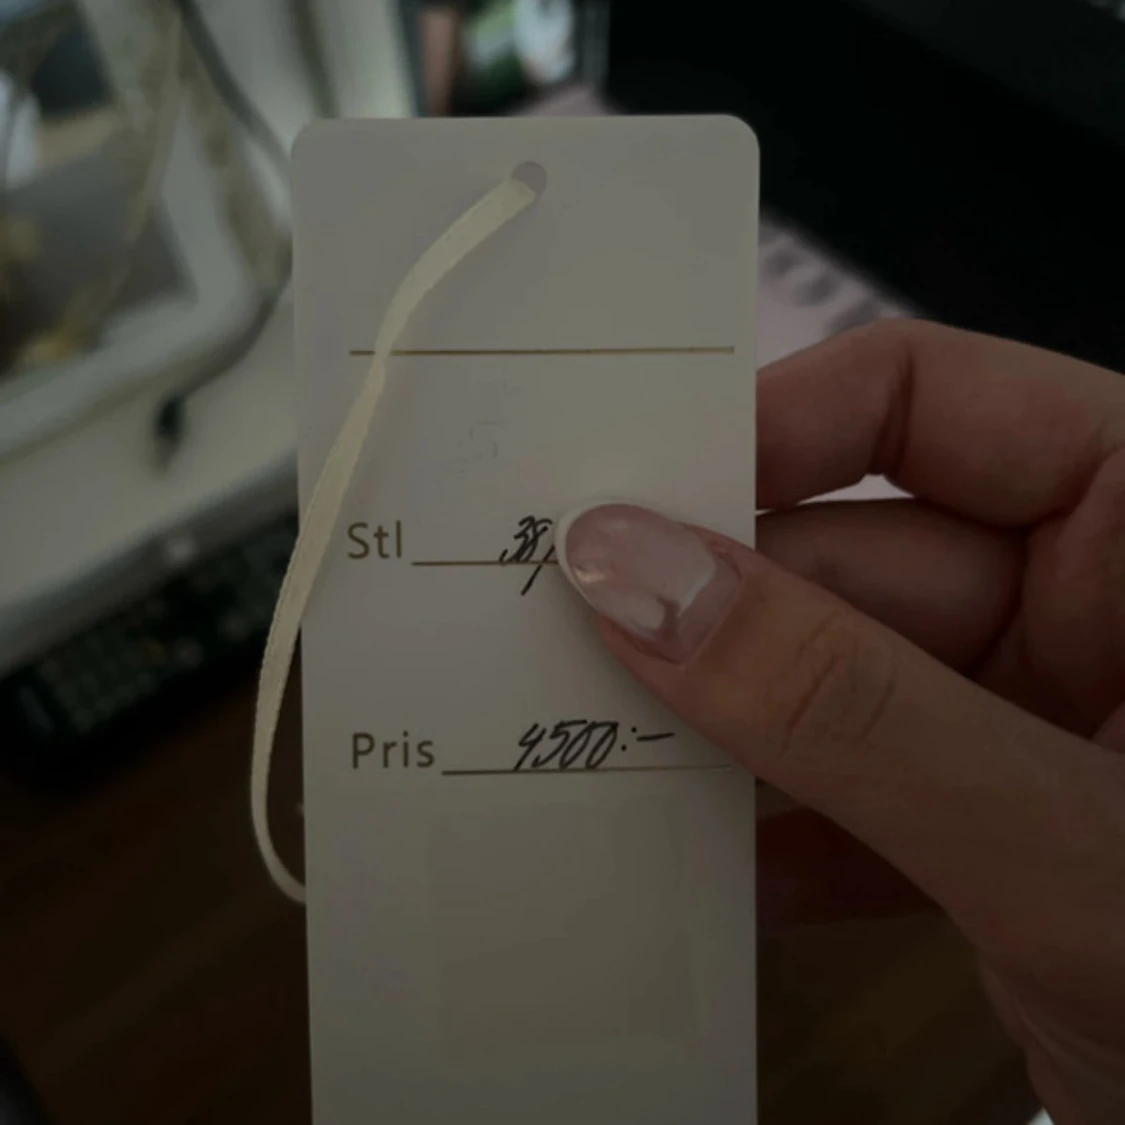 Stl 38/
Pris 4500:-